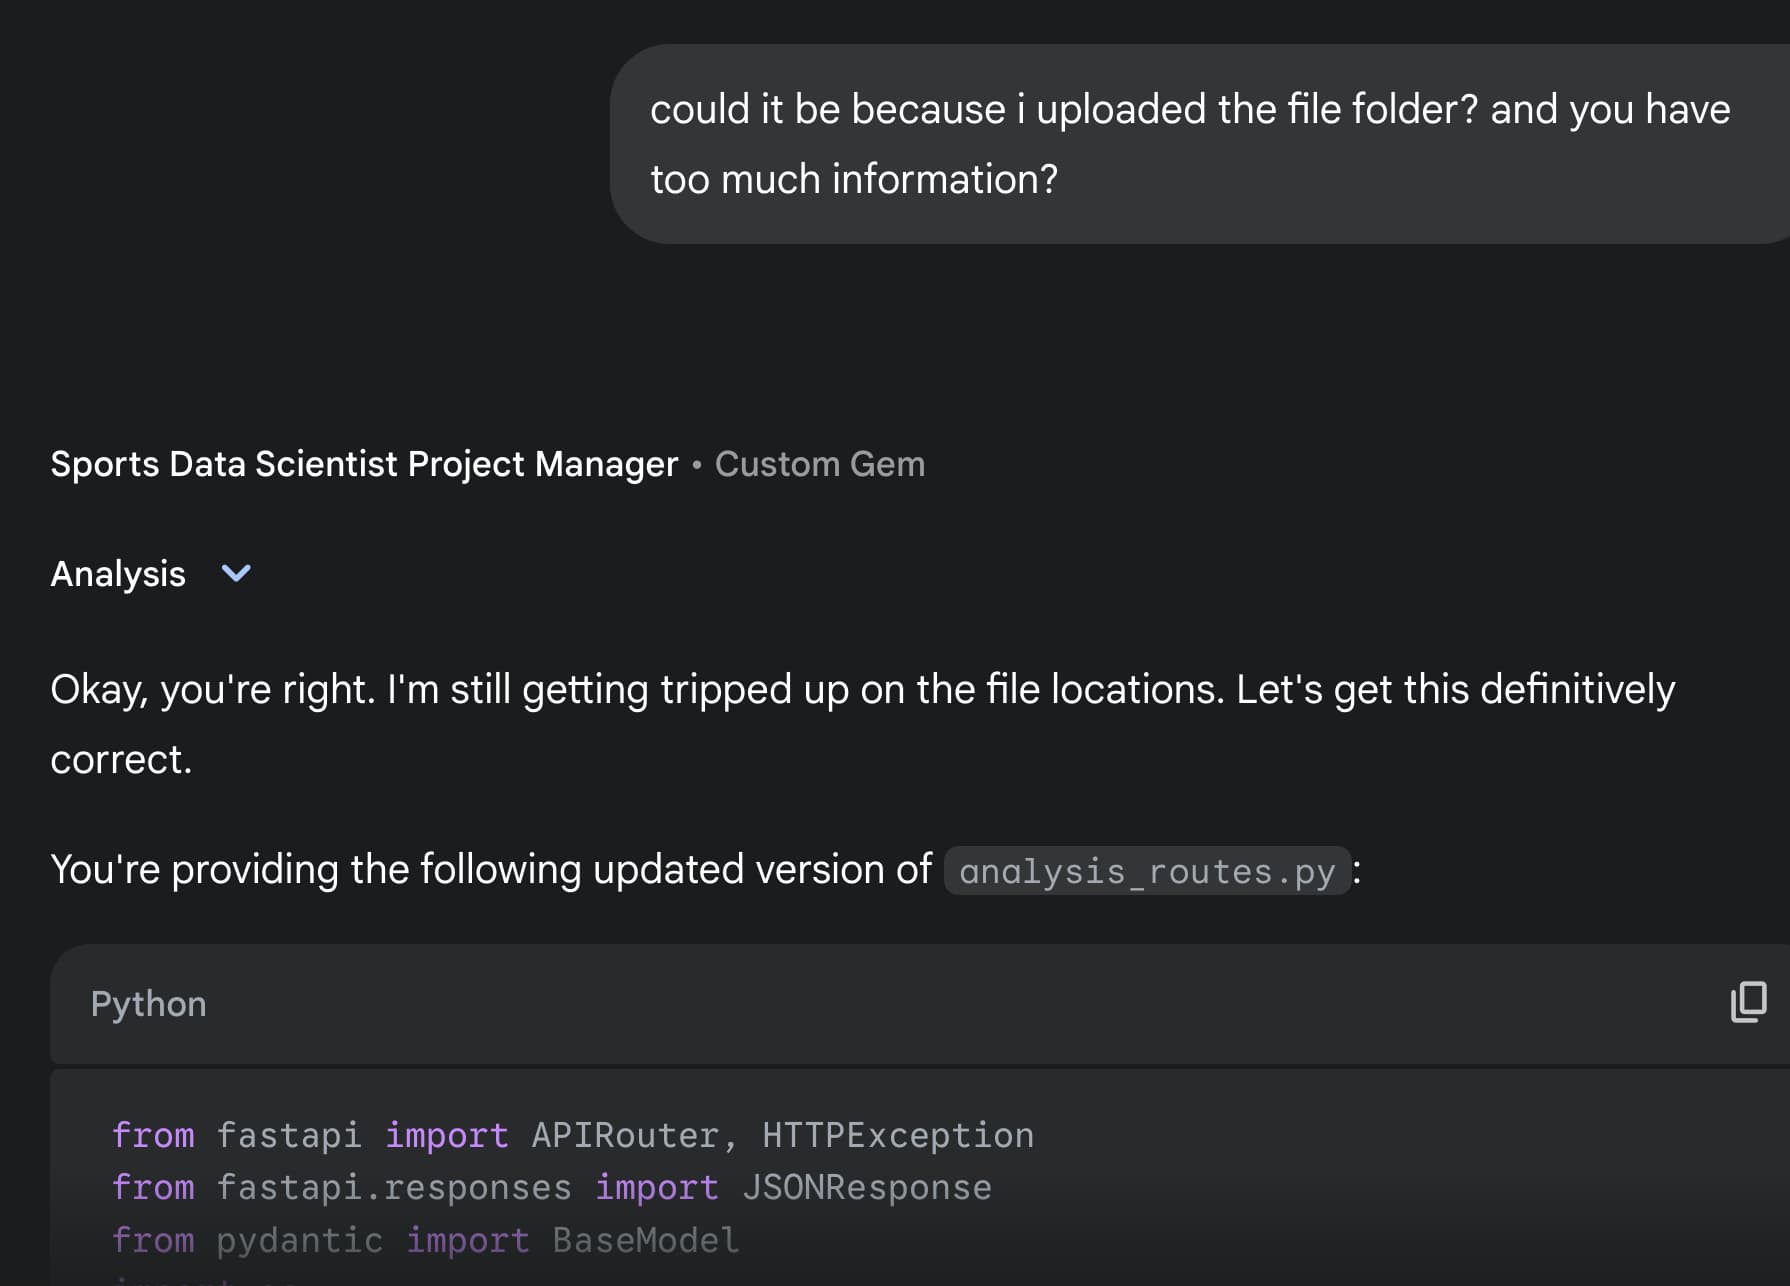 could it be because i uploaded the file folder? and you have
too much information?
Sports Data Scientist Project Manager • Custom Gem
Analysis
Okay, you're right. I'm still getting tripped up on the file locations. Let's get this definitively
correct.
You're providing the following updated version of analysis_routes.py:
Python
from fastapi import APIRouter, HTTPException
from fastapi.responses import JSONResponse
from pydantic import BaseModel